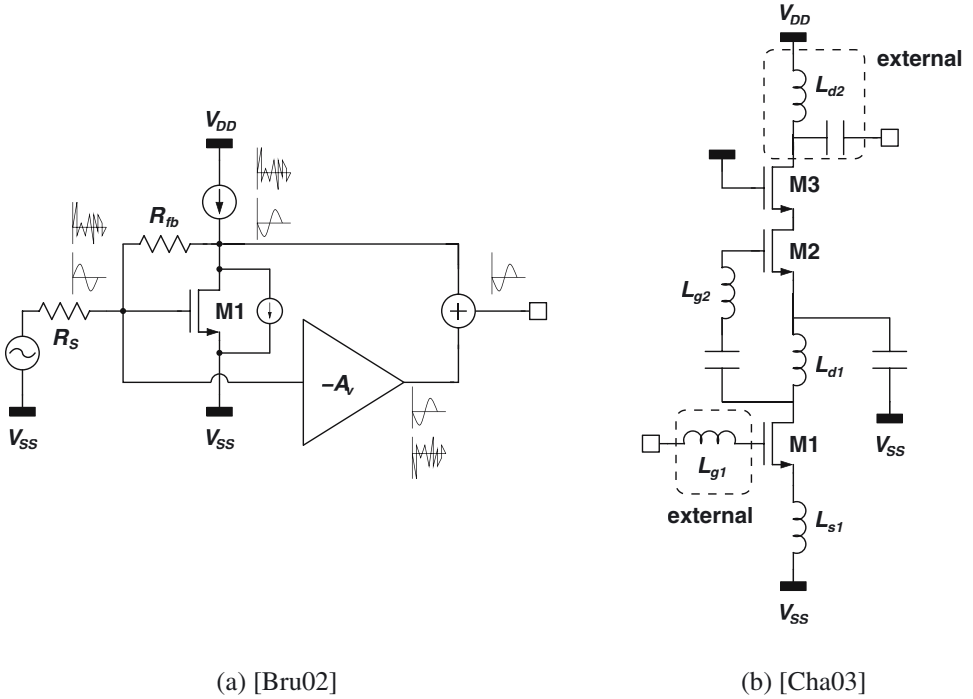 V_DD
R_fb
M1
R_S
V_SS
V_SS
−A_v
(a) [Bru02]
V_DD
external
L_d2
M3
M2
L_g2
L_d1
M1
V_SS
L_g1
external
L_s1
V_SS
(b) [Cha03]